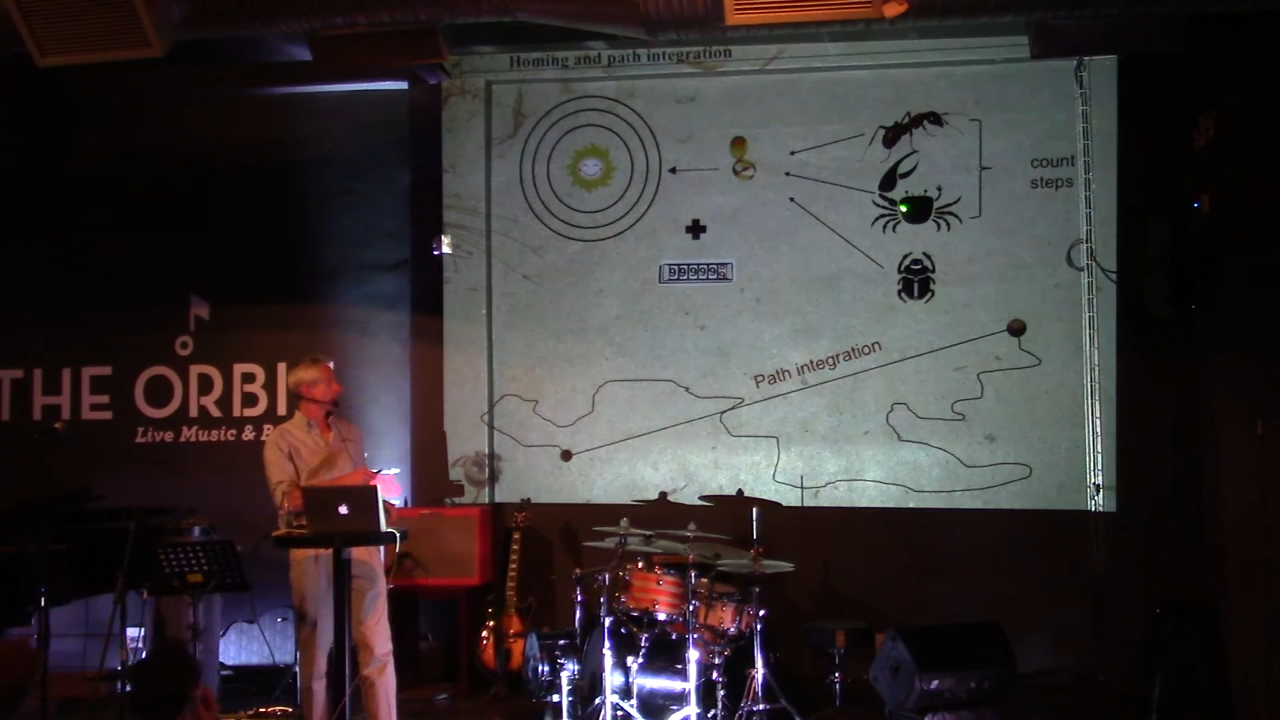 Homing and path integration
count
steps
99999
Path integration
THE ORBI
Live Music & B